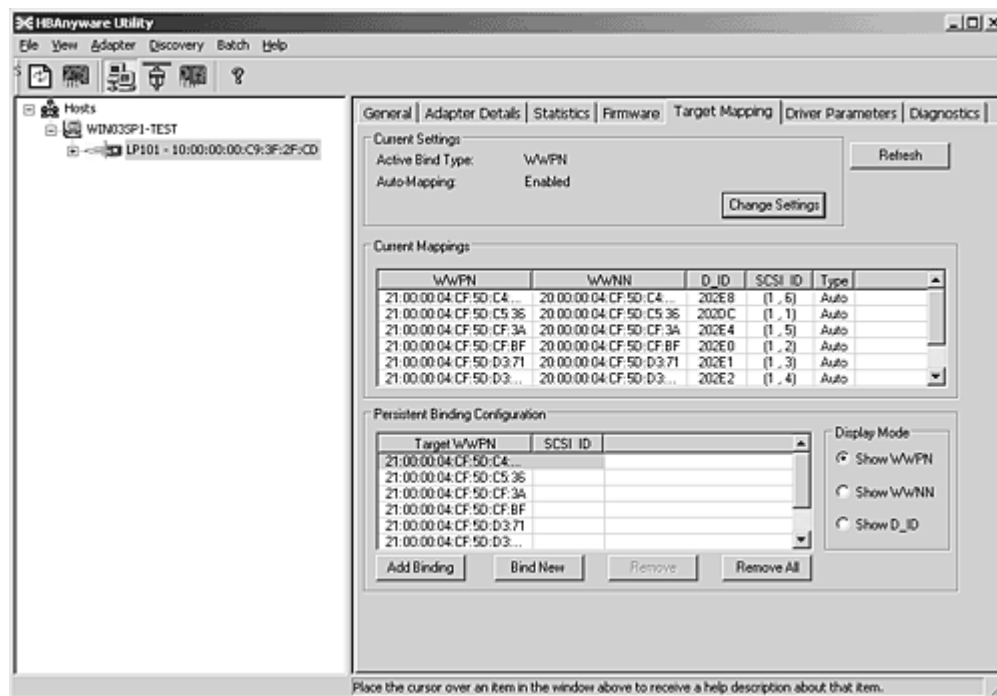 HBAnyware Utility
File View Adapter Discovery Batch Help
?
Hosts
WIN03SP1-TEST
LP101 - 10:00:00:00:C9:3F:2F:CD
General Adapter Details Statistics Firmware Target Mapping Driver Parameters Diagnostics
Current Settings
Active Bind Type: WWPN
Auto-Mapping: Enabled
Refresh
Change Settings
Current Mappings
WWPN WWNN D_ID SCSI ID Type
21:00:00:04:CF:5D:C4:... 20:00:00:04:CF:5D:C4:... 202E8 (1 , 6) Auto
21:00:00:04:CF:5D:C5:36 20:00:00:04:CF:5D:C5:36 202DC (1 , 1) Auto
21:00:00:04:CF:5D:CF:3A 20:00:00:04:CF:5D:CF:3A 202E4 (1 , 5) Auto
21:00:00:04:CF:5D:CF:BF 20:00:00:04:CF:5D:CF:BF 202E0 (1 , 2) Auto
21:00:00:04:CF:5D:D3:71 20:00:00:04:CF:5D:D3:71 202E1 (1 , 3) Auto
21:00:00:04:CF:5D:D3:... 20:00:00:04:CF:5D:D3:... 202E2 (1 , 4) Auto
Persistent Binding Configuration
Target WWPN SCSI ID
21:00:00:04:CF:5D:C4:...
21:00:00:04:CF:5D:C5:36
21:00:00:04:CF:5D:CF:3A
21:00:00:04:CF:5D:CF:BF
21:00:00:04:CF:5D:D3:71
21:00:00:04:CF:5D:D3:...
Display Mode
Show WWPN
Show WWNN
Show D_ID
Add Binding Bind New Remove Remove All
Place the cursor over an item in the window above to receive a help description about that item.